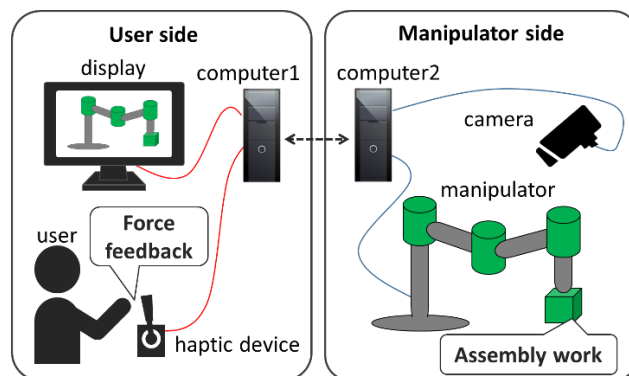 User side
display
computer1
user
Force
feedback
haptic device
Manipulator side
computer2
camera
manipulator
Assembly work